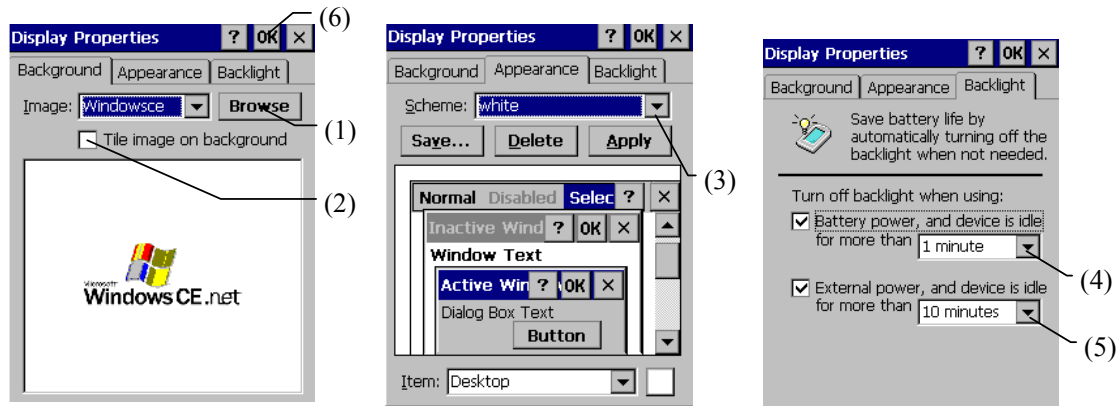 (6)
Display Properties ? OK ×
Background Appearance Backlight
Image: Windowsce Browse
(1)
Tile image on background
(2)
Microsoft
Windows CE.net
Display Properties ? OK ×
Background Appearance Backlight
Scheme: white
Save... Delete Apply
(3)
Normal Disabled Selec ? ×
Inactive Wind ? OK ×
Window Text
Active Win ? OK ×
Dialog Box Text
Button
Item: Desktop
Display Properties ? OK ×
Background Appearance Backlight
Save battery life by
automatically turning off the
backlight when not needed.
Turn off backlight when using:
Battery power, and device is idle
for more than 1 minute
(4)
External power, and device is idle
for more than 10 minutes
(5)